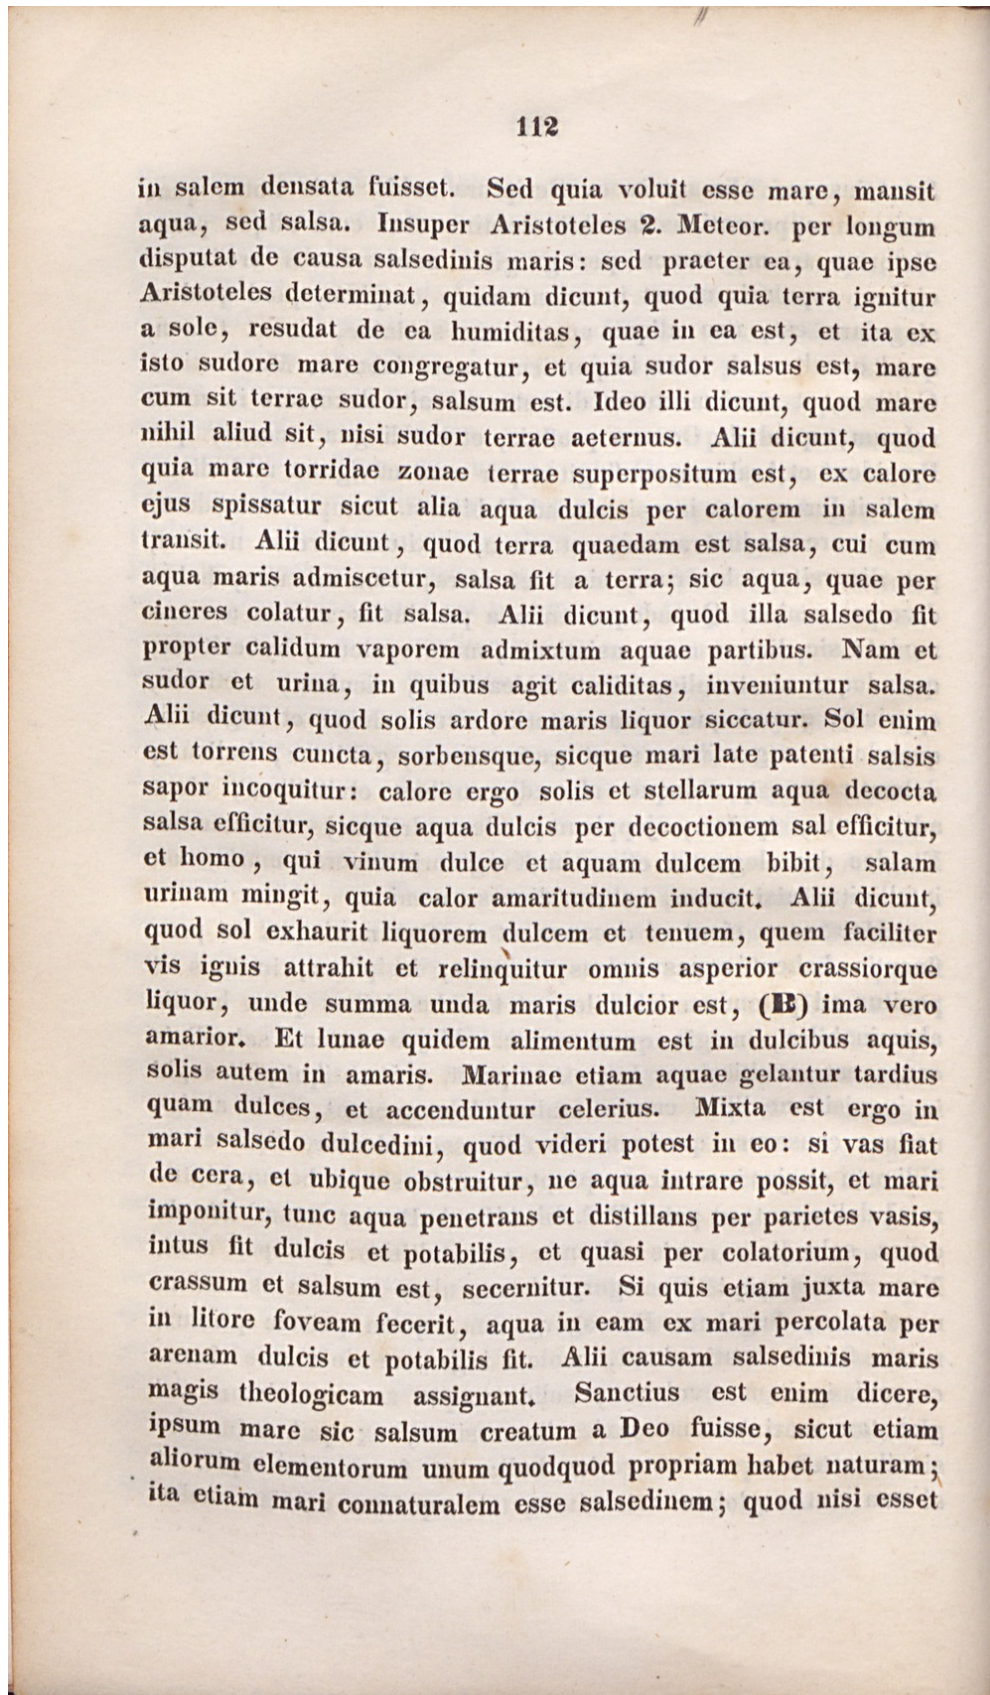 112
in salem densata fuisset. Sed quia voluit esse mare, mansit
aqua, sed salsa. Insuper Aristoteles 2. Meteor. per longum
disputat de causa salsedinis maris: sed praeter ea, quae ipse
Aristoteles determinat, quidam dicunt, quod quia terra ignitur
a sole, resudat de ea humiditas, quae in ea est, et ita ex
isto sudore mare congregatur, et quia sudor salsus est, mare
cum sit terrae sudor, salsum est. Ideo illi dicunt, quod mare
nihil aliud sit, nisi sudor terrae aeternus. Alii dicunt, quod
quia mare torridae zonae terrae superpositum est, ex calore
ejus spissatur sicut alia aqua dulcis per calorem in salem
transit. Alii dicunt, quod terra quaedam est salsa, cui cum
aqua maris admiscetur, salsa fit a terra; sic aqua, quae per
cineres colatur, fit salsa. Alii dicunt, quod illa salsedo fit
propter calidum vaporem admixtum aquae partibus. Nam et
sudor et urina, in quibus agit caliditas, inveniuntur salsa.
Alii dicunt, quod solis ardore maris liquor siccatur. Sol enim
est torrens cuncta, sorbensque, sicque mari late patenti salsis
sapor incoquitur: calore ergo solis et stellarum aqua decocta
salsa efficitur, sicque aqua dulcis per decoctionem sal efficitur,
et homo, qui vinum dulce et aquam dulcem bibit, salam
urinam mingit, quia calor amaritudinem inducit. Alii dicunt,
quod sol exhaurit liquorem dulcem et tenuem, quem faciliter
vis ignis attrahit et relinquitur omnis asperior crassiorque
liquor, unde summa unda maris dulcior est, (B) ima vero
amarior. Et lunae quidem alimentum est in dulcibus aquis,
solis autem in amaris. Marinae etiam aquae gelantur tardius
quam dulces, et accenduntur celerius. Mixta est ergo in
mari salsedo dulcedini, quod videri potest in eo: si vas fiat
de cera, et ubique obstruitur, ne aqua intrare possit, et mari
imponitur, tunc aqua penetrans et distillans per parietes vasis,
intus fit dulcis et potabilis, et quasi per colatorium, quod
crassum et salsum est, secernitur. Si quis etiam juxta mare
in litore foveam fecerit, aqua in eam ex mari percolata per
arenam dulcis et potabilis fit. Alii causam salsedinis maris
magis theologicam assignant. Sanctius est enim dicere,
ipsum mare sic salsum creatum a Deo fuisse, sicut etiam
aliorum elementorum unum quodquod propriam habet naturam;
ita etiam mari connaturalem esse salsedinem; quod nisi esset